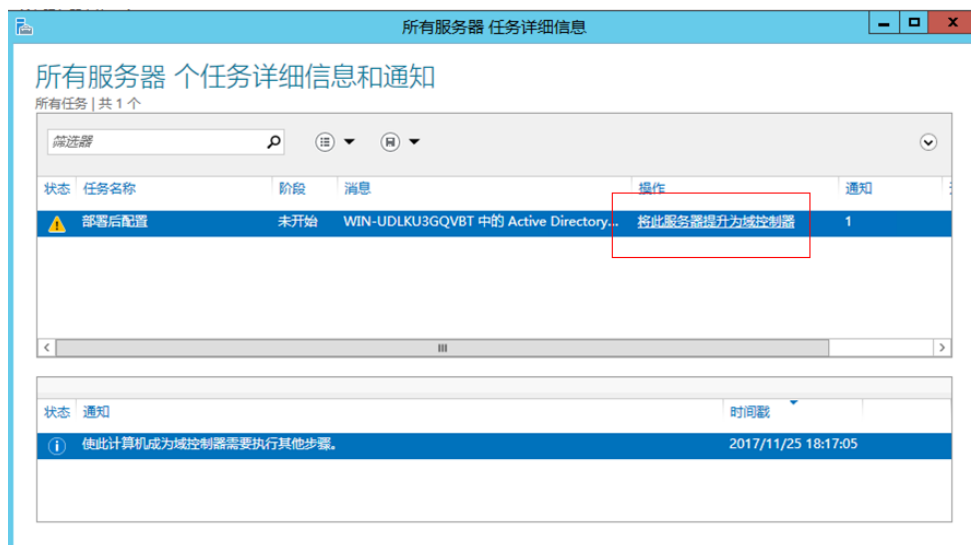 所有服务器 任务详细信息
所有服务器 个任务详细信息和通知
所有任务 | 共 1 个
筛选器
状态 任务名称 阶段 消息 操作 通知
部署后配置 未开始 WIN-UDLKU3GQVBT 中的 Active Directory... 将此服务器提升为域控制器 1
状态 通知 时间戳
使此计算机成为域控制器需要执行其他步骤。 2017/11/25 18:17:05